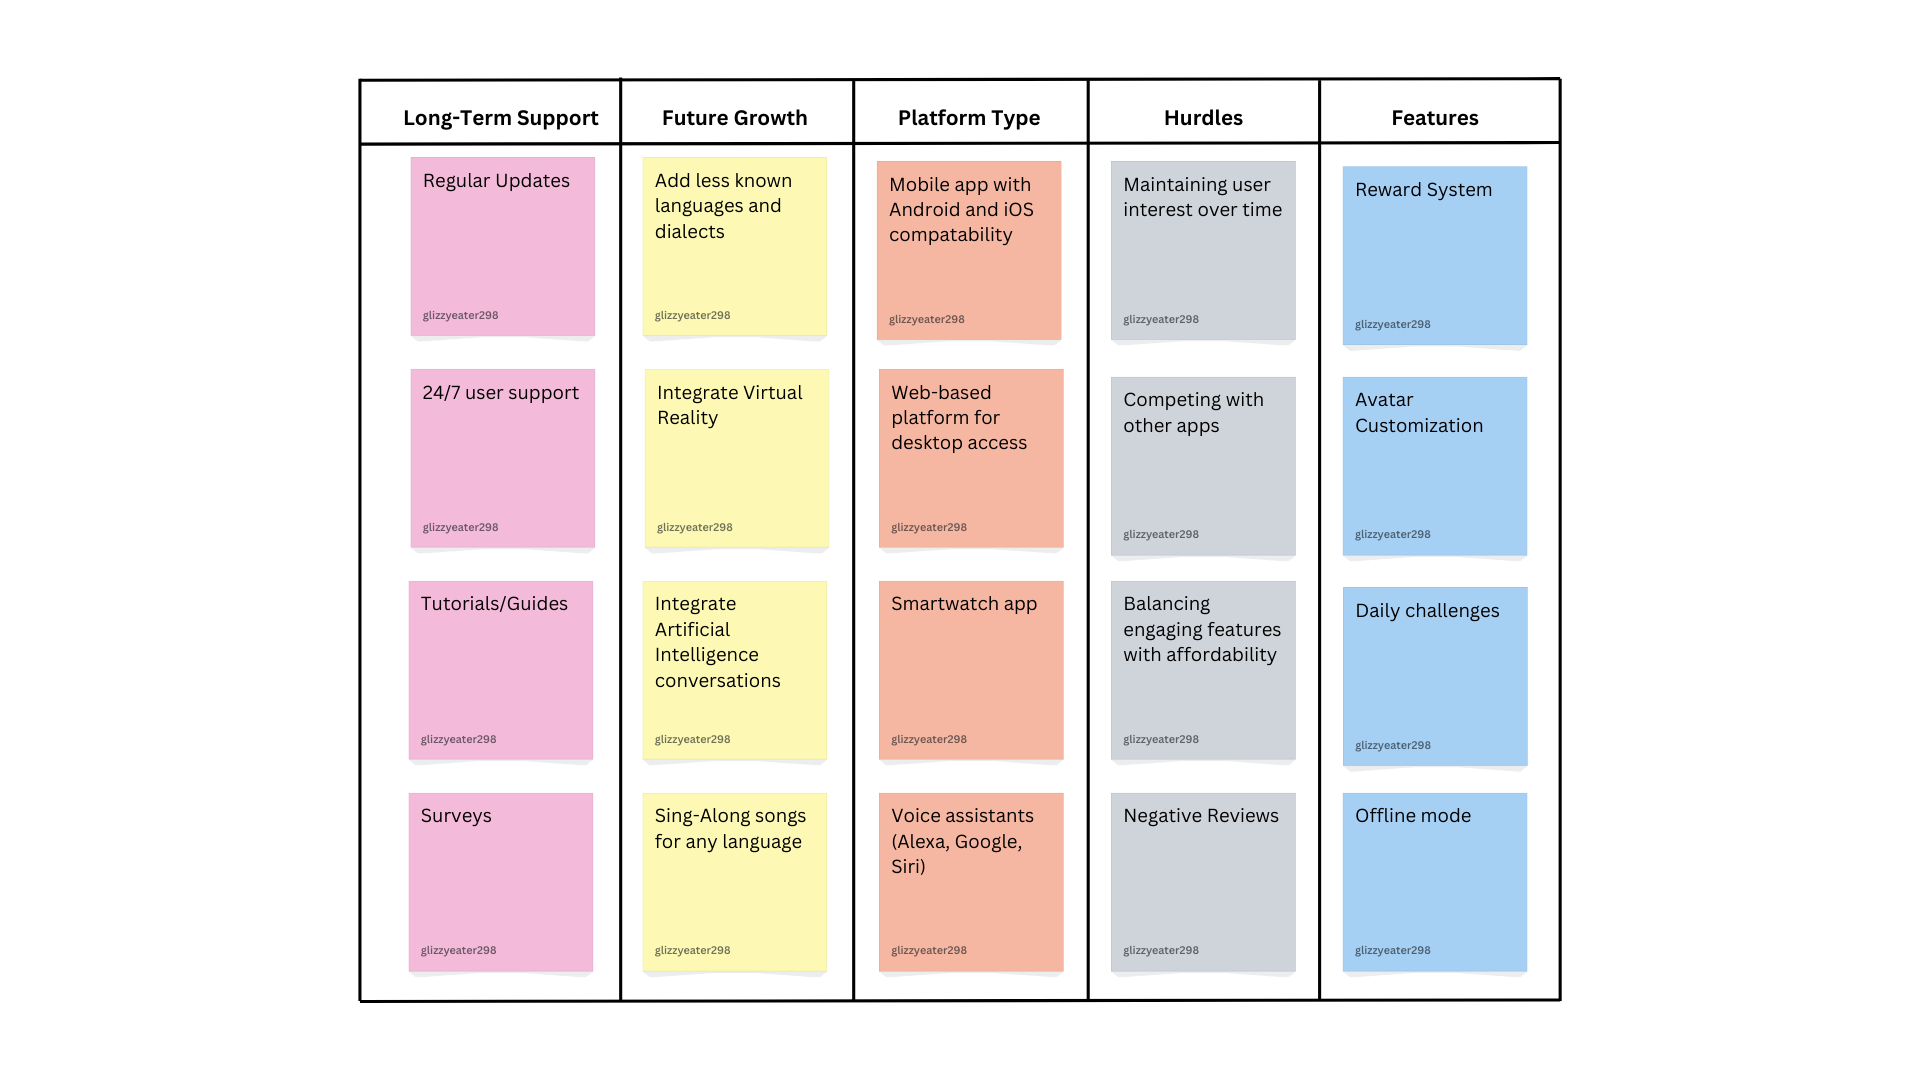 Long-Term Support
Future Growth
Platform Type
Hurdles
Features
Regular Updates
glizzyeater298
Add less known
languages and
dialects
glizzyeater298
Mobile app with
Android and iOS
compatability
glizzyeater298
Maintaining user
interest over time
glizzyeater298
Reward System
glizzyeater298
24/7 user support
glizzyeater298
Integrate Virtual
Reality
glizzyeater298
Web-based
platform for
desktop access
glizzyeater298
Competing with
other apps
glizzyeater298
Avatar
Customization
glizzyeater298
Tutorials/Guides
glizzyeater298
Integrate
Artificial
Intelligence
conversations
glizzyeater298
Smartwatch app
glizzyeater298
Balancing
engaging features
with affordability
glizzyeater298
Daily challenges
glizzyeater298
Surveys
glizzyeater298
Sing-Along songs
for any language
glizzyeater298
Voice assistants
(Alexa, Google,
Siri)
glizzyeater298
Negative Reviews
glizzyeater298
Offline mode
glizzyeater298